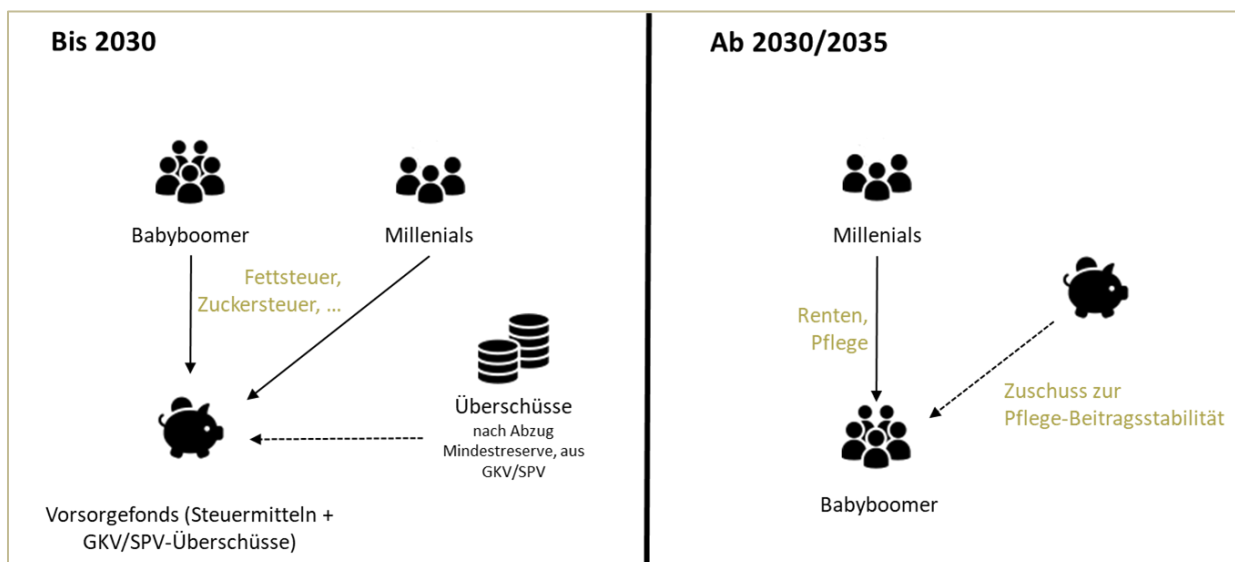 Bis 2030
Babyboomer
Millenials
Fettsteuer,
Zuckersteuer, ...
Überschüsse
nach Abzug
Mindestreserve, aus
GKV/SPV
Vorsorgefonds (Steuermitteln +
GKV/SPV-Überschüsse)
Ab 2030/2035
Millenials
Renten,
Pflege
Zuschuss zur
Pflege-Beitragsstabilität
Babyboomer